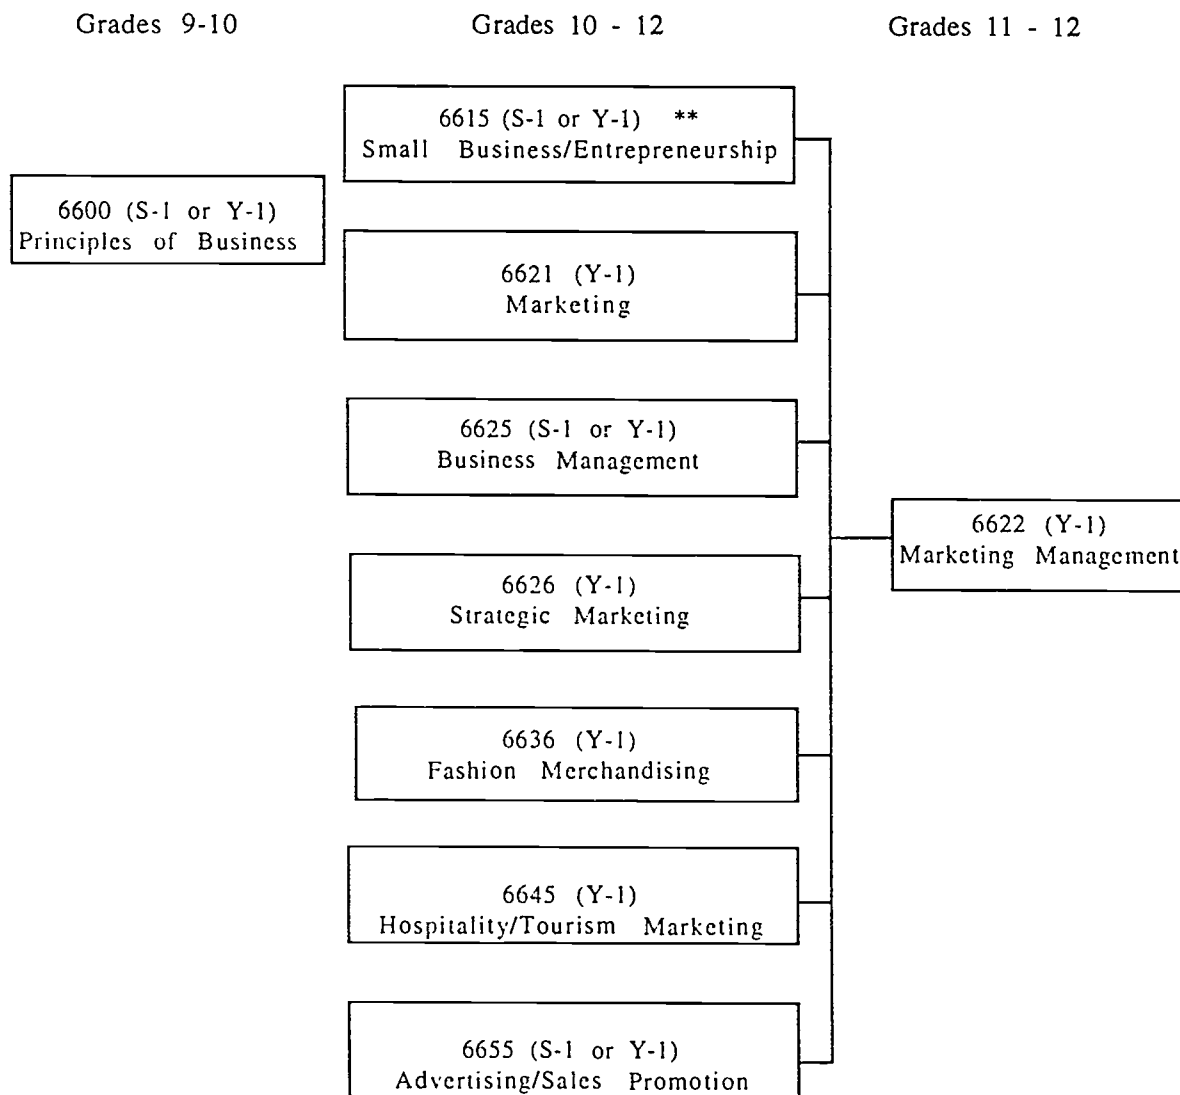 Grades 9-10
Grades 10 - 12
Grades 11 - 12
6615 (S-1 or Y-1) **
Small Business/Entrepreneurship
6600 (S-1 or Y-1)
Principles of Business
6621 (Y-1)
Marketing
6625 (S-1 or Y-1)
Business Management
6622 (Y-1)
Marketing Management
6626 (Y-1)
Strategic Marketing
6636 (Y-1)
Fashion Merchandising
6645 (Y-1)
Hospitality/Tourism Marketing
6655 (S-1 or Y-1)
Advertising/Sales Promotion